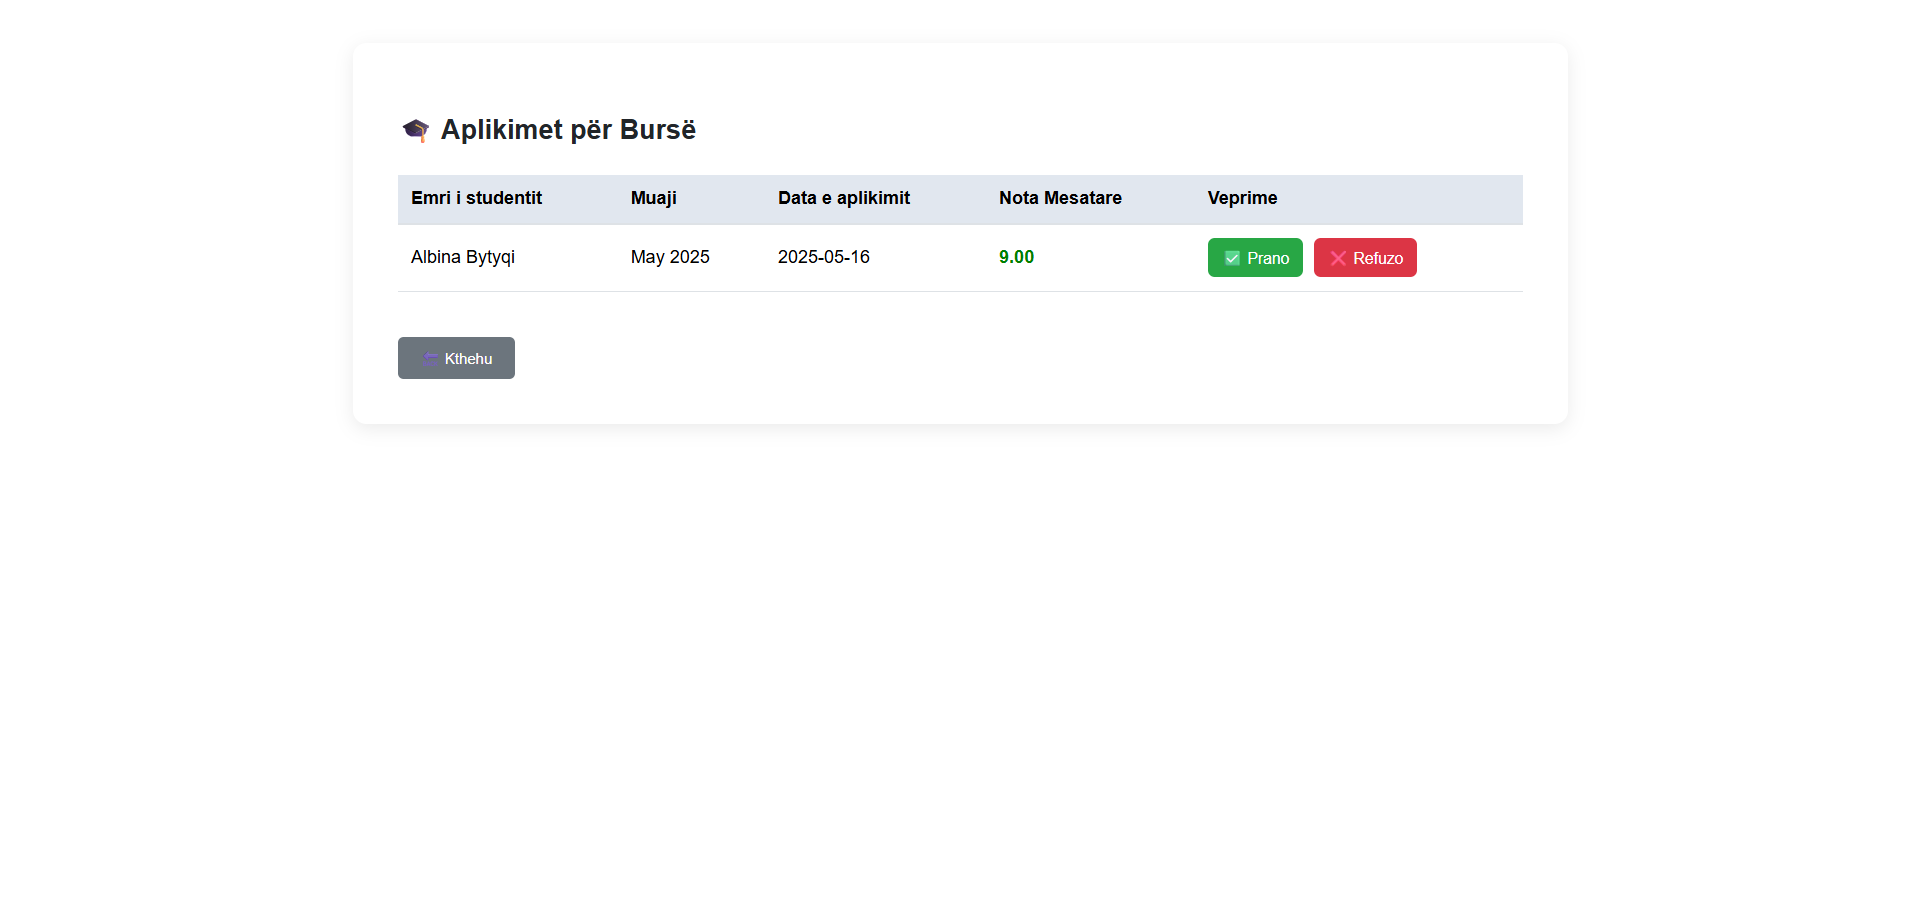 🎓 Aplikimet për Bursë
Emri i studentit Muaji Data e aplikimit Nota Mesatare Veprime
Albina Bytyqi May 2025 2025-05-16 9.00 ✅ Prano ❌ Refuzo
Kthehu